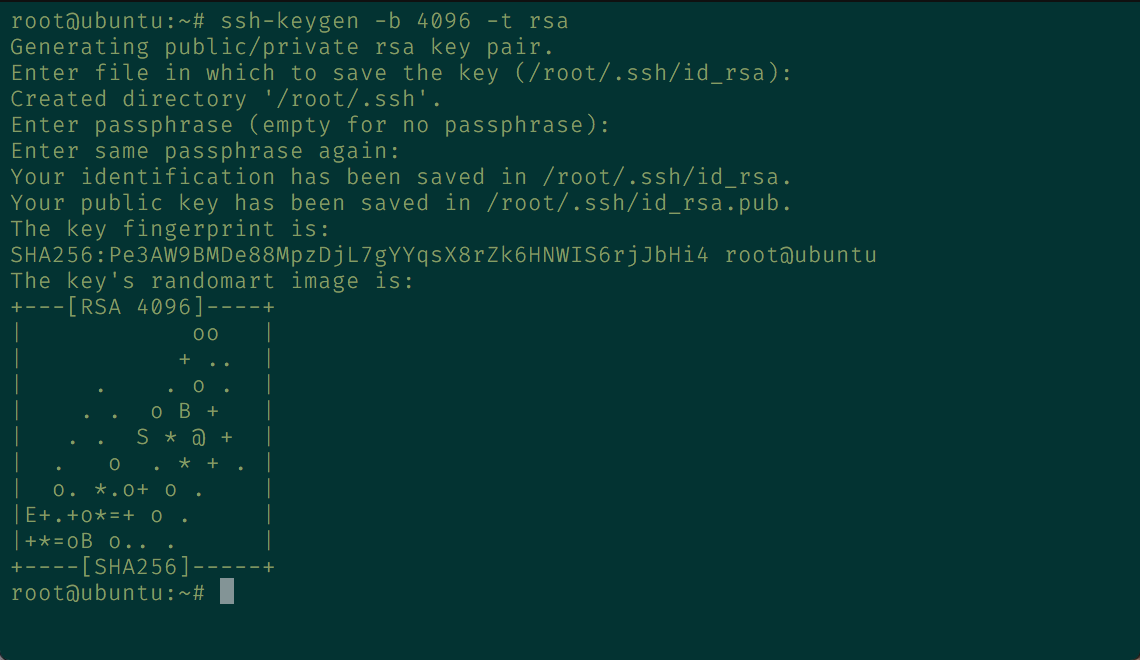 root@ubuntu:~# ssh-keygen -b 4096 -t rsa
Generating public/private rsa key pair.
Enter file in which to save the key (/root/.ssh/id_rsa):
Created directory '/root/.ssh'.
Enter passphrase (empty for no passphrase):
Enter same passphrase again:
Your identification has been saved in /root/.ssh/id_rsa.
Your public key has been saved in /root/.ssh/id_rsa.pub.
The key fingerprint is:
SHA256:Pe3AW9BMDe88MpzDjL7gYYqsX8rZk6HNWIS6rjJbHi4 root@ubuntu
The key's randomart image is:
+---[RSA 4096]----+
|            oo   |
|           + ..  |
|     .    . o .  |
|    . .  o B +   |
|   . .  S * @ +  |
|  .   o  . * + . |
|  o. *.o+ o .    |
|E+.+o*=+ o .     |
|+*=oB o.. .      |
+----[SHA256]-----+
root@ubuntu:~#